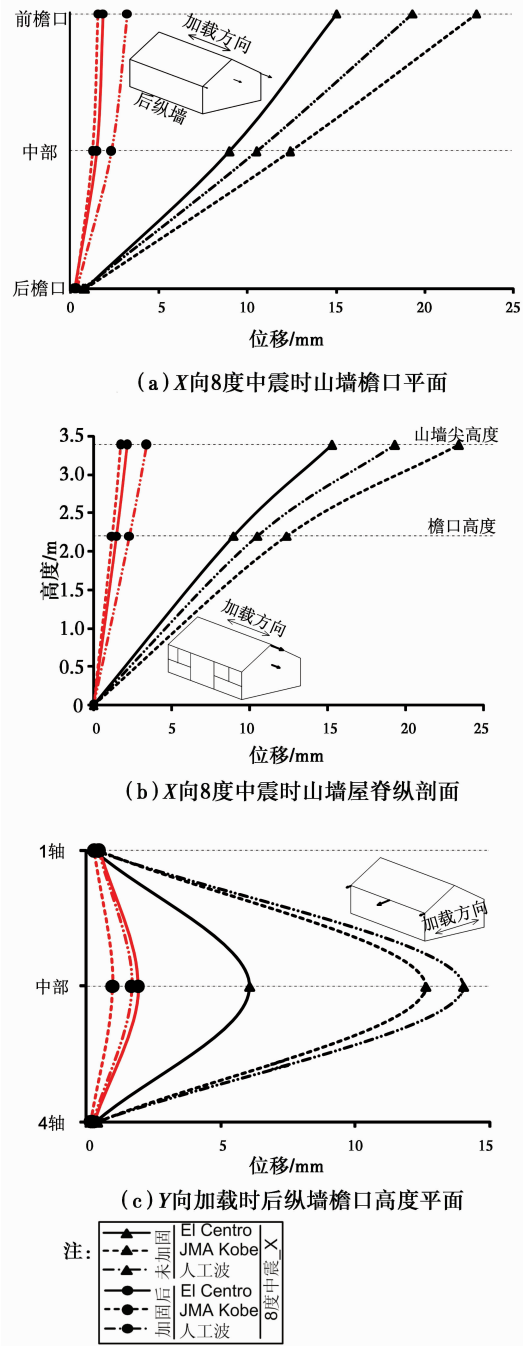 前檐口
加载方向
后纵墙
中部
后檐口
0 5 10 15 20 25
位移/mm
(a)X向8度中震时山墙檐口平面
3.5
山墙尖高度
3.0
2.5
檐口高度
2.0
高度/m
1.5
加载方向
1.0
0.5
0
0 5 10 15 20 25
位移/mm
(b)X向8度中震时山墙屋脊纵剖面
1轴
加载方向
中部
4轴
0 5 10 15
位移/mm
(c)Y向加载时后纵墙檐口高度平面
注:
未加固
El Centro
JMA Kobe
人工波
加固后
El Centro
JMA Kobe
人工波
8度中震_X